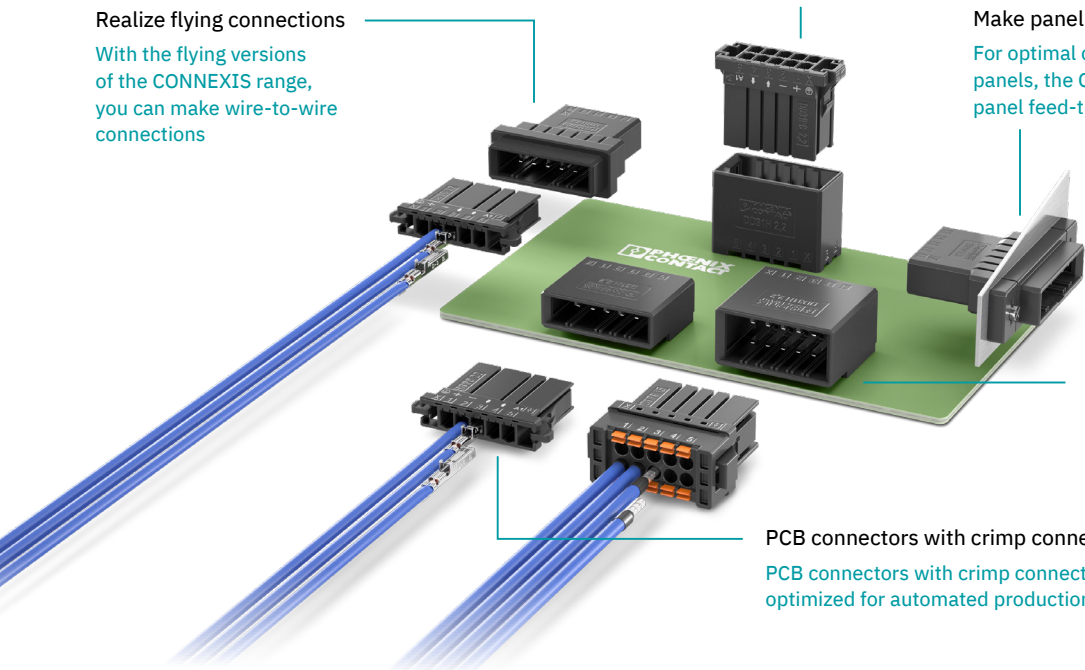 Realize flying connections
With the flying versions
of the CONNEXIS range,
you can make wire-to-wire
connections
Make panel
For optimal
panels, the
panel feed-t
PHŒNIX
CONTACT
PCB connectors with crimp conne
PCB connectors with crimp connect
optimized for automated production